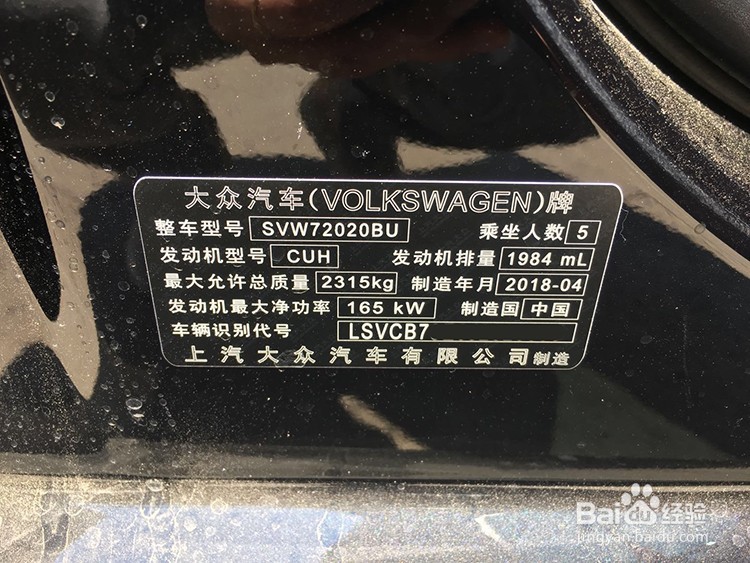 大众汽车(VOLKSWAGEN)牌
整车型号 SVW72020BU 乘坐人数 5
发动机型号 CUH 发动机排量 1984 mL
最大允许总质量 2315kg 制造年月 2018-04
发动机最大净功率 165 kW 制造国 中国
车辆识别代号 LSVCB7
上汽大众汽车有限公司制造
Baidu经验
jingyan.baidu.com